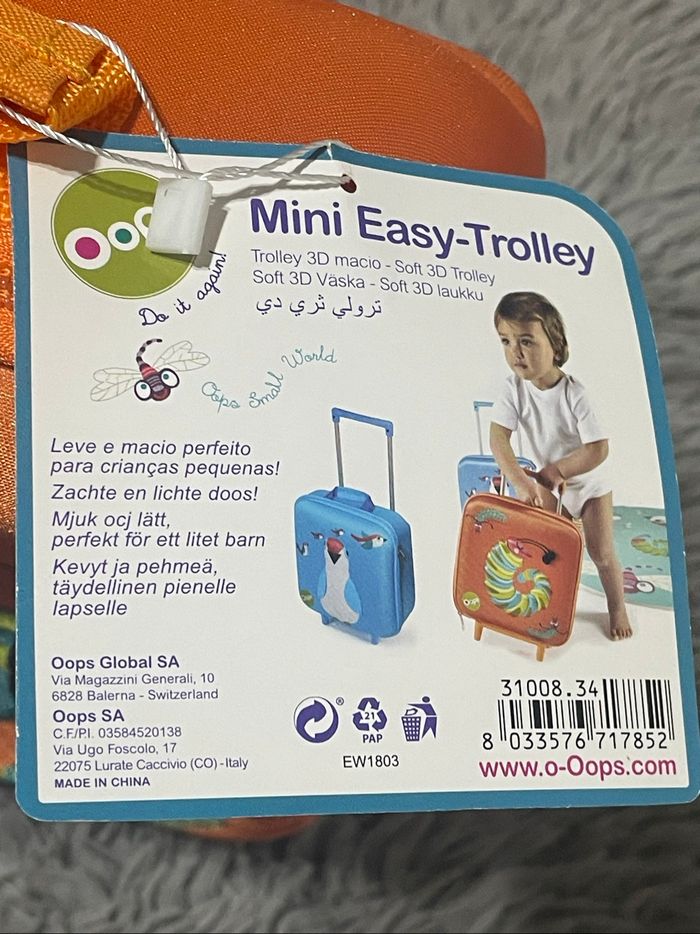 Oops
Do it again!
Mini Easy-Trolley
Trolley 3D macio - Soft 3D Trolley
Soft 3D Väska - Soft 3D laukku
ترولي ثري دي
Oops Small World
Leve e macio perfeito
para crianças pequenas!
Zachte en lichte doos!
Mjuk ocj lätt,
perfekt för ett litet barn
Kevyt ja pehmeä,
täydellinen pienelle
lapselle
Oops Global SA
Via Magazzini Generali, 10
6828 Balerna - Switzerland
Oops SA
C.F./P.I. 03584520138
Via Ugo Foscolo, 17
22075 Lurate Caccivio (CO) - Italy
MADE IN CHINA
®
21
PAP
EW1803
31008.34
8 033576 717852
www.o-Oops.com